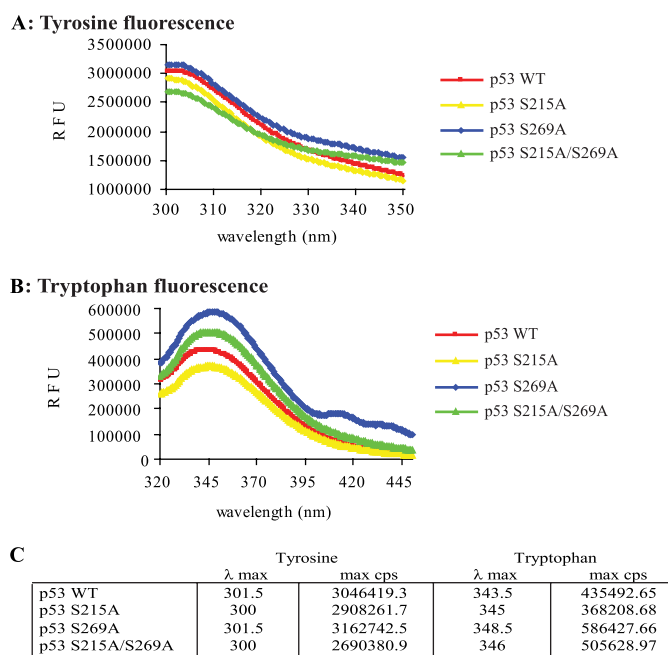 A: Tyrosine fluorescence
3500000
3000000
2500000
2000000
1500000
1000000
RFU
300 310 320 330 340 350
wavelength (nm)
p53 WT
p53 S215A
p53 S269A
p53 S215A/S269A
B: Tryptophan fluorescence
600000
500000
400000
300000
200000
100000
0
RFU
320 345 370 395 420 445
wavelength (nm)
p53 WT
p53 S215A
p53 S269A
p53 S215A/S269A
C
Tyrosine Tryptophan
λ max max cps λ max max cps
p53 WT 301.5 3046419.3 343.5 435492.65
p53 S215A 300 2908261.7 345 368208.68
p53 S269A 301.5 3162742.5 348.5 586427.66
p53 S215A/S269A 300 2690380.9 346 505628.97